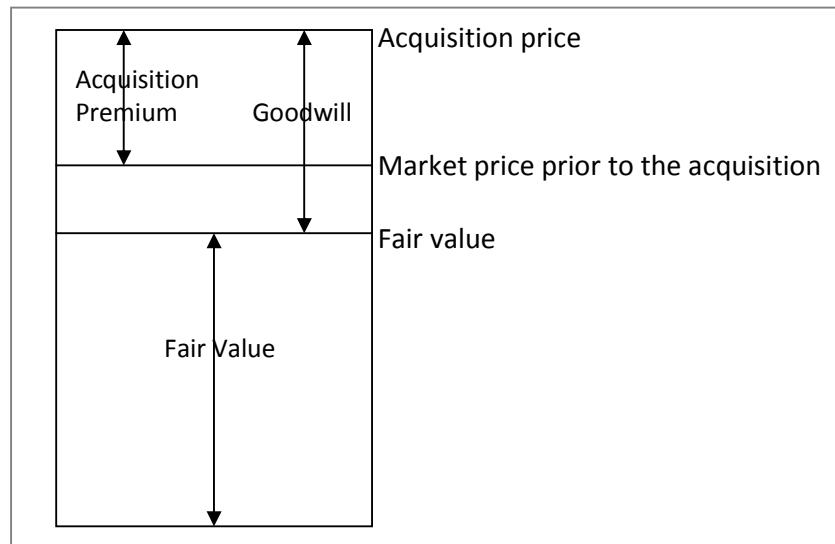 Acquisition price
Acquisition
Premium
Goodwill
Market price prior to the acquisition
Fair value
Fair Value